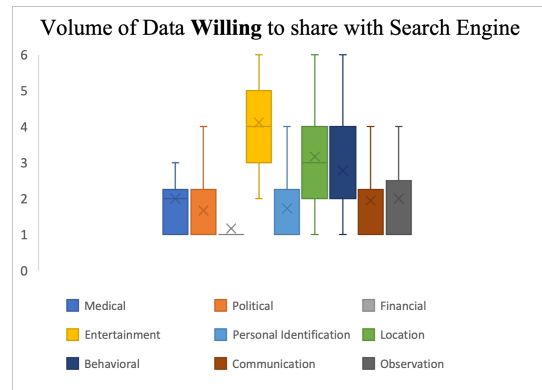 Volume of Data Willing to share with Search Engine
6
5
4
3
2
1
0
Medical
Political
Financial
Entertainment
Personal Identification
Location
Behavioral
Communication
Observation